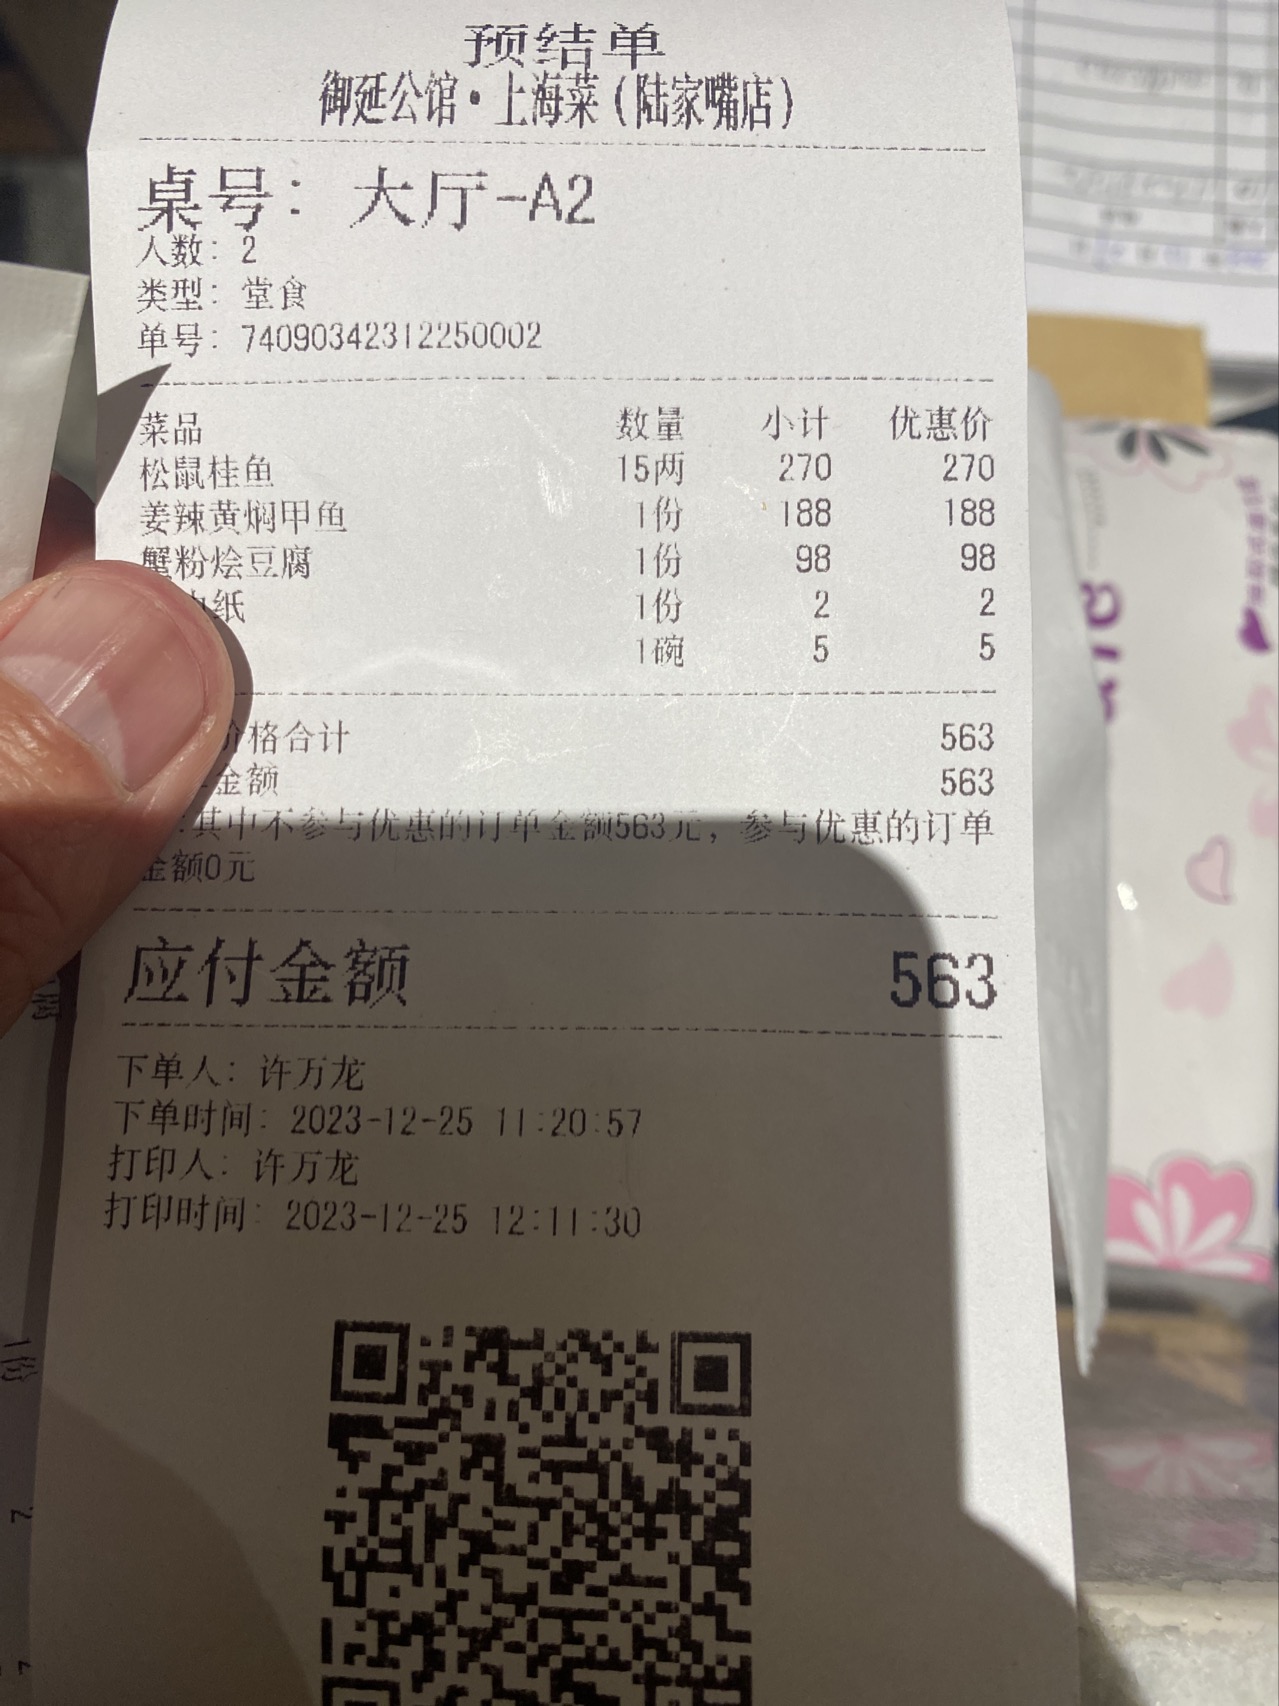 预结单
御延公馆·上海菜(陆家嘴店)
桌号: 大厅-A2
人数: 2
类型: 堂食
单号: 74090342312250002
菜品 数量 小计 优惠价
松鼠桂鱼 15两 270 270
姜辣黄焖甲鱼 1份 188 188
蟹粉烩豆腐 1份 98 98
纸 1份 2 2
1碗 5 5
价格合计 563
金额 563
:其中不参与优惠的订单金额563元, 参与优惠的订单
金额0元
应付金额 563
下单人: 许万龙
下单时间: 2023-12-25 11:20:57
打印人: 许万龙
打印时间: 2023-12-25 12:11:30